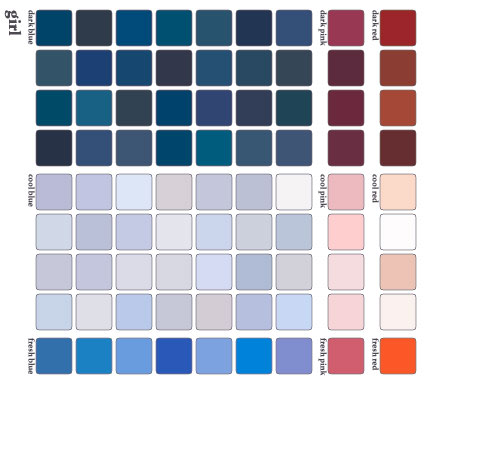 girl
dark blue
dark pink
dark red
cool blue
cool pink
cool red
fresh blue
fresh pink
fresh red